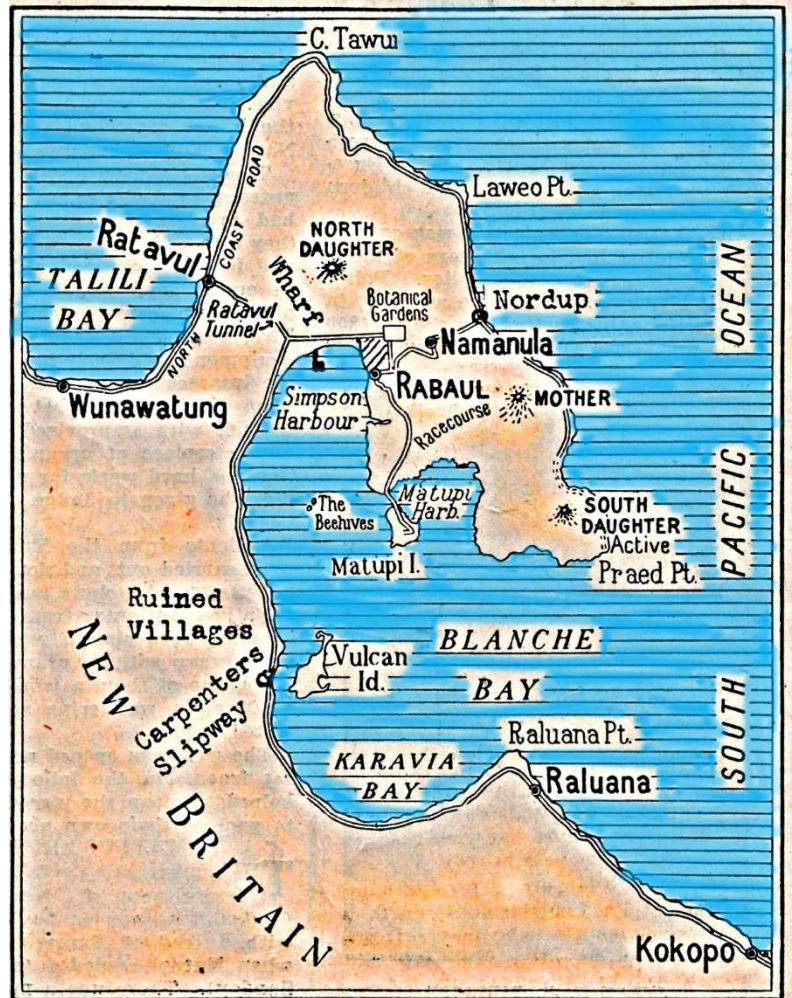 C. Tawui
NORTH COAST ROAD
Laweo Pt.
NORTH
DAUGHTER
Ratavul
TALILI
BAY
Wharf
Botanical
Gardens
Ratavul
Tunnel
Nordup
Namanula
Wunawatung
Simpson
Harbour
RABAUL
Racecourse
MOTHER
The
Beehives
Matupi
Harb.
Matupi I.
SOUTH
DAUGHTER
Active
Praed Pt.
SOUTH PACIFIC OCEAN
Ruined
Villages
Vulcan
Id.
BLANCHE
BAY
Carpenters
Slipway
KARAVIA
BAY
Raluana Pt.
Raluana
NEW BRITAIN
Kokopo